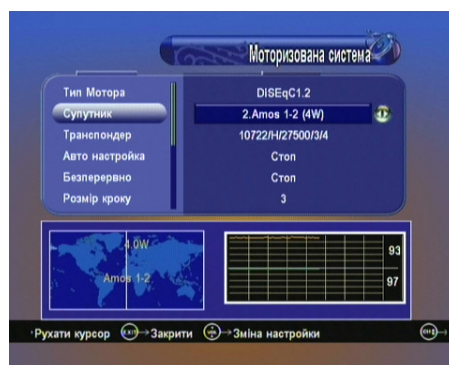 Моторизована система
Тип Мотора DISEqC1.2
Супутник 2.Amos 1-2 (4W)
Транспондер 10722/H/27500/3/4
Авто настройка Стоп
Безперервно Стоп
Розмір кроку 3
4.0W
Amos 1-2
93
97
Рухати курсор EXIT Закрити Зміна настройки